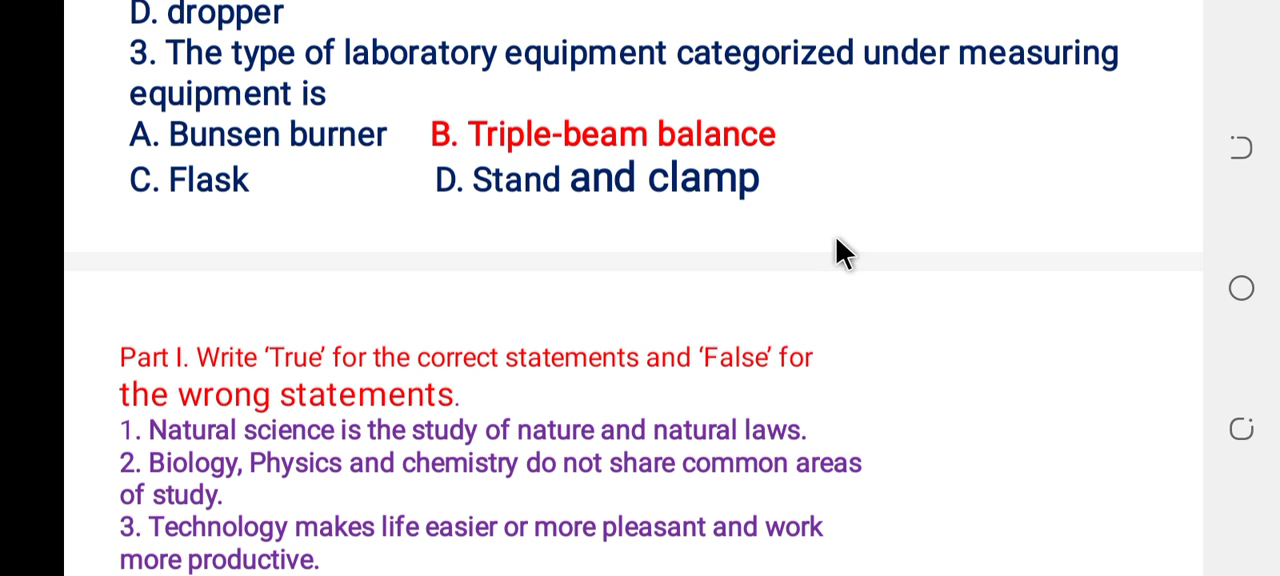 D. dropper
3. The type of laboratory equipment categorized under measuring
equipment is
A. Bunsen burner B. Triple-beam balance
C. Flask D. Stand and clamp
Part I. Write ‘True’ for the correct statements and ‘False’ for
the wrong statements.
1. Natural science is the study of nature and natural laws.
2. Biology, Physics and chemistry do not share common areas
of study.
3. Technology makes life easier or more pleasant and work
more productive.